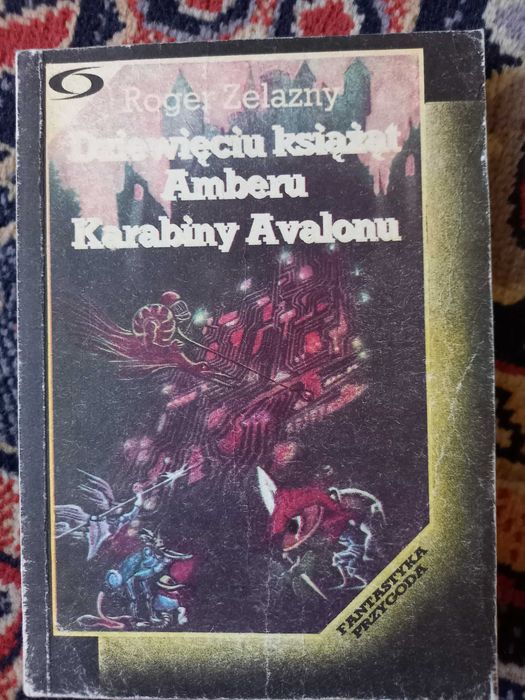 Roger Zelazny
Dziewięciu książąt
Amberu
Karabiny Avalonu
FANTASTYKA
PRZYGODA